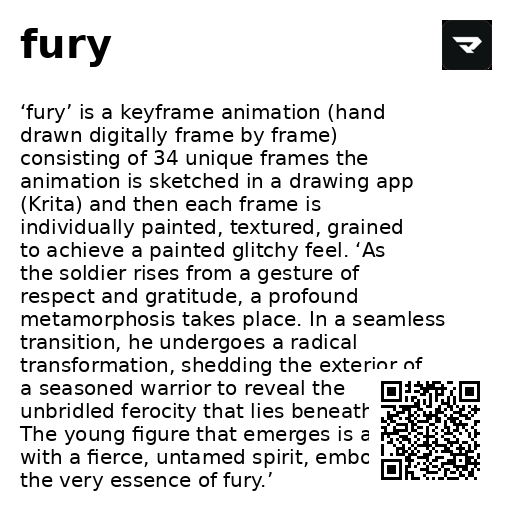 fury
‘fury’ is a keyframe animation (hand
drawn digitally frame by frame)
consisting of 34 unique frames the
animation is sketched in a drawing app
(Krita) and then each frame is
individually painted, textured, grained
to achieve a painted glitchy feel. ‘As
the soldier rises from a gesture of
respect and gratitude, a profound
metamorphosis takes place. In a seamless
transition, he undergoes a radical
transformation, shedding the exterior of
a seasoned warrior to reveal the
unbridled ferocity that lies beneath
The young figure that emerges is a
with a fierce, untamed spirit,
the very essence of fury.’